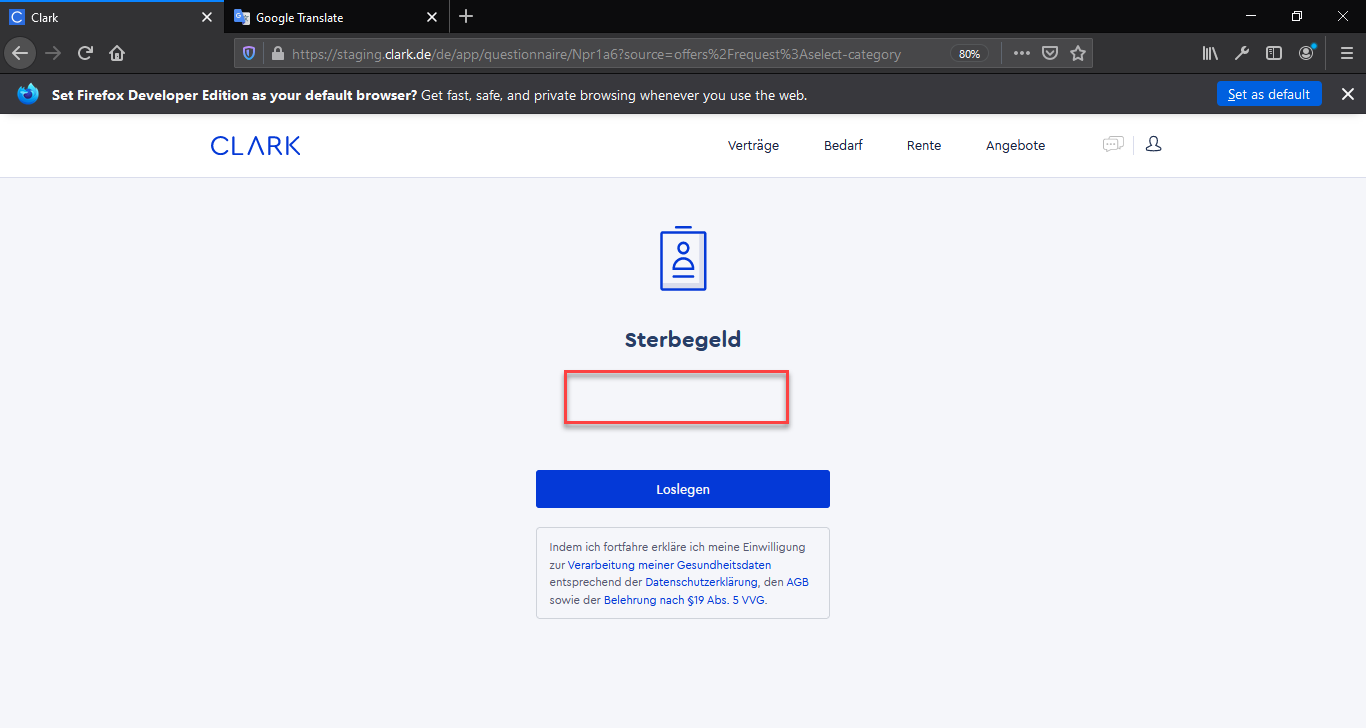 Clark
Google Translate
https://staging.clark.de/de/app/questionnaire/Npr1a6?source=offers%2Frequest%3Aselect-category
80%
Set Firefox Developer Edition as your default browser? Get fast, safe, and private browsing whenever you use the web.
Set as default
CLARK
Verträge
Bedarf
Rente
Angebote
Sterbegeld
Loslegen
Indem ich fortfahre erkläre ich meine Einwilligung
zur Verarbeitung meiner Gesundheitsdaten
entsprechend der Datenschutzerklärung, den AGB
sowie der Belehrung nach §19 Abs. 5 VVG.